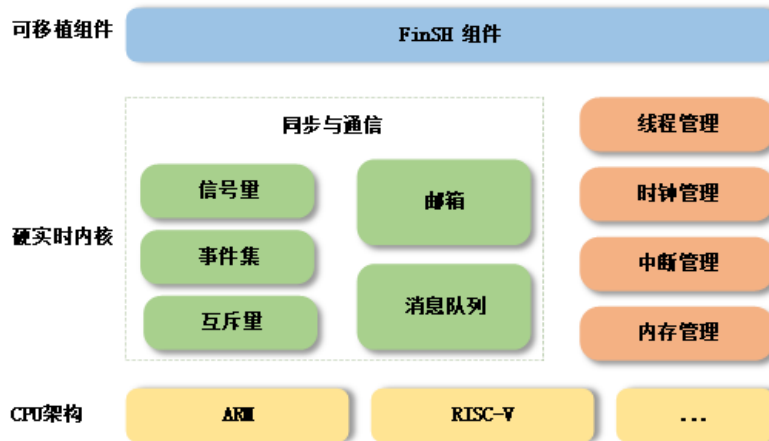 可移植组件
FinSH 组件
同步与通信
线程管理
信号量
邮箱
时钟管理
硬实时内核
事件集
中断管理
互斥量
消息队列
内存管理
CPU架构
ARM
RISC-V
...